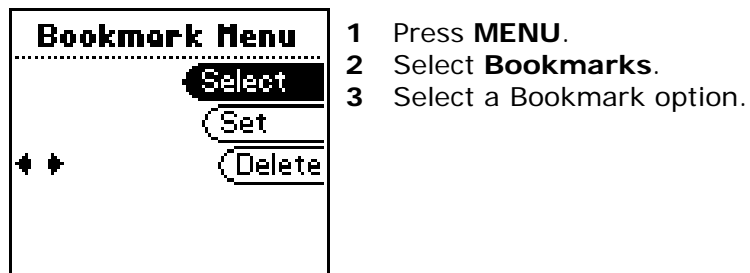 Bookmark Menu
Select
Set
Delete
1 Press MENU.
2 Select Bookmarks.
3 Select a Bookmark option.